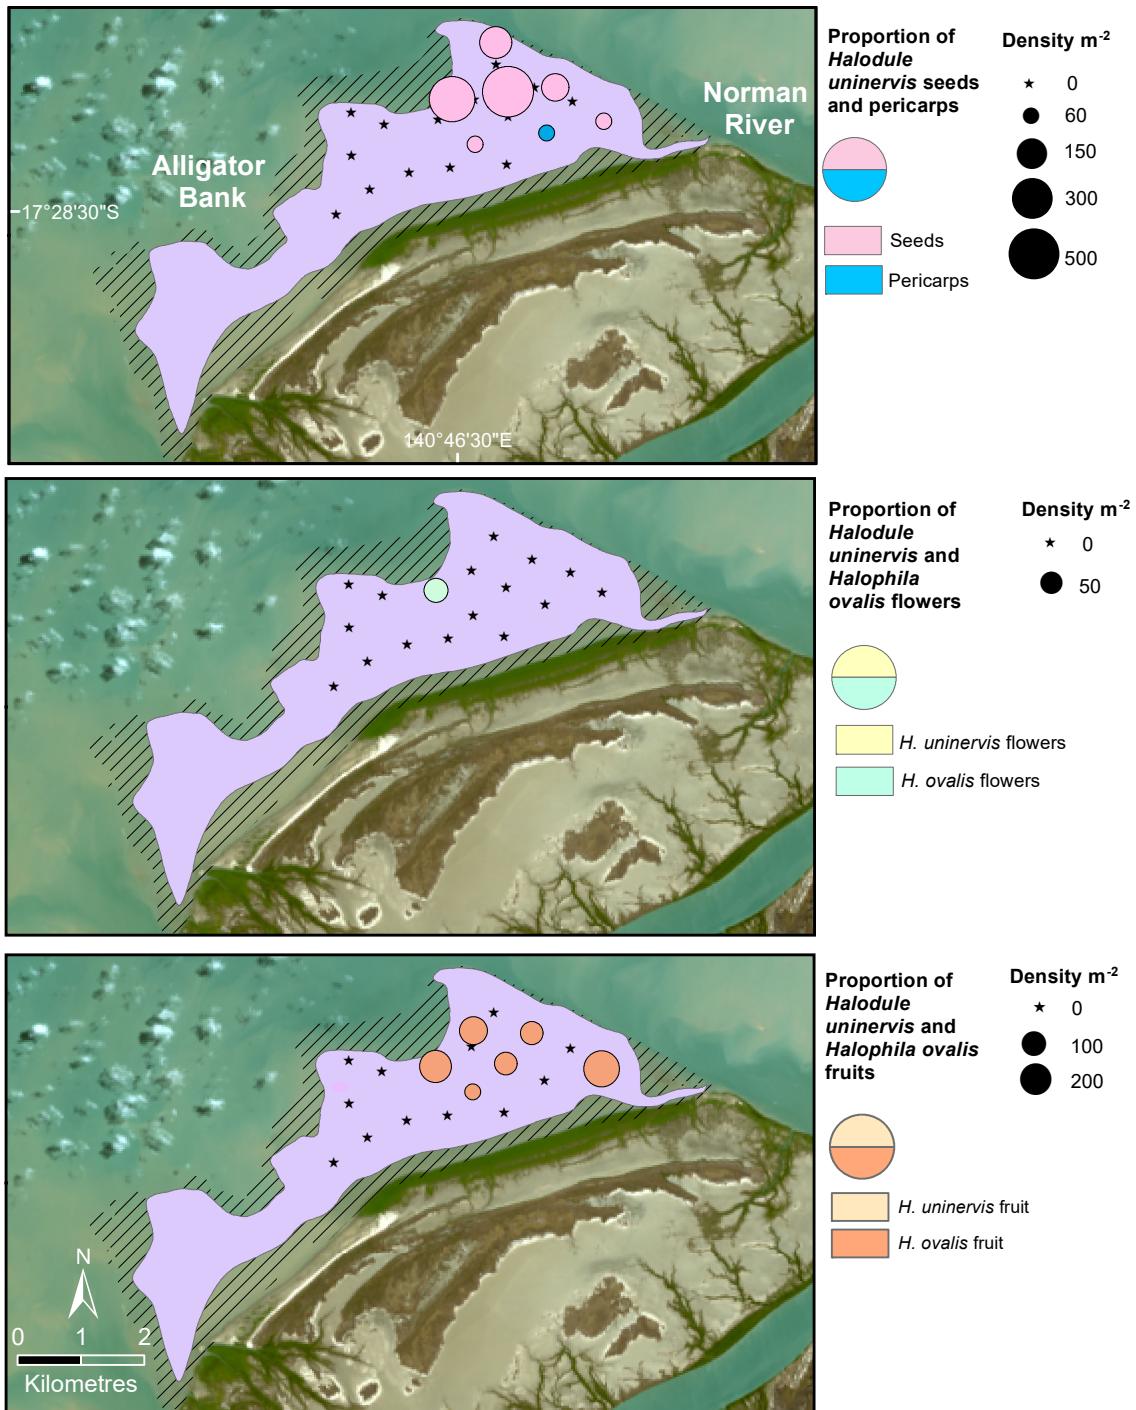 Alligator
Bank
Norman
River
17°28'30"S
140°46'30"E
Proportion of
Halodule
uninervis seeds
and pericarps
Seeds
Pericarps
Density m-2
0
60
150
300
500
Proportion of
Halodule
uninervis and
Halophila
ovalis flowers
H. uninervis flowers
H. ovalis flowers
Density m-2
0
50
N
0 1 2
Kilometres
Proportion of
Halodule
uninervis and
Halophila ovalis
fruits
H. uninervis fruit
H. ovalis fruit
Density m-2
0
100
200